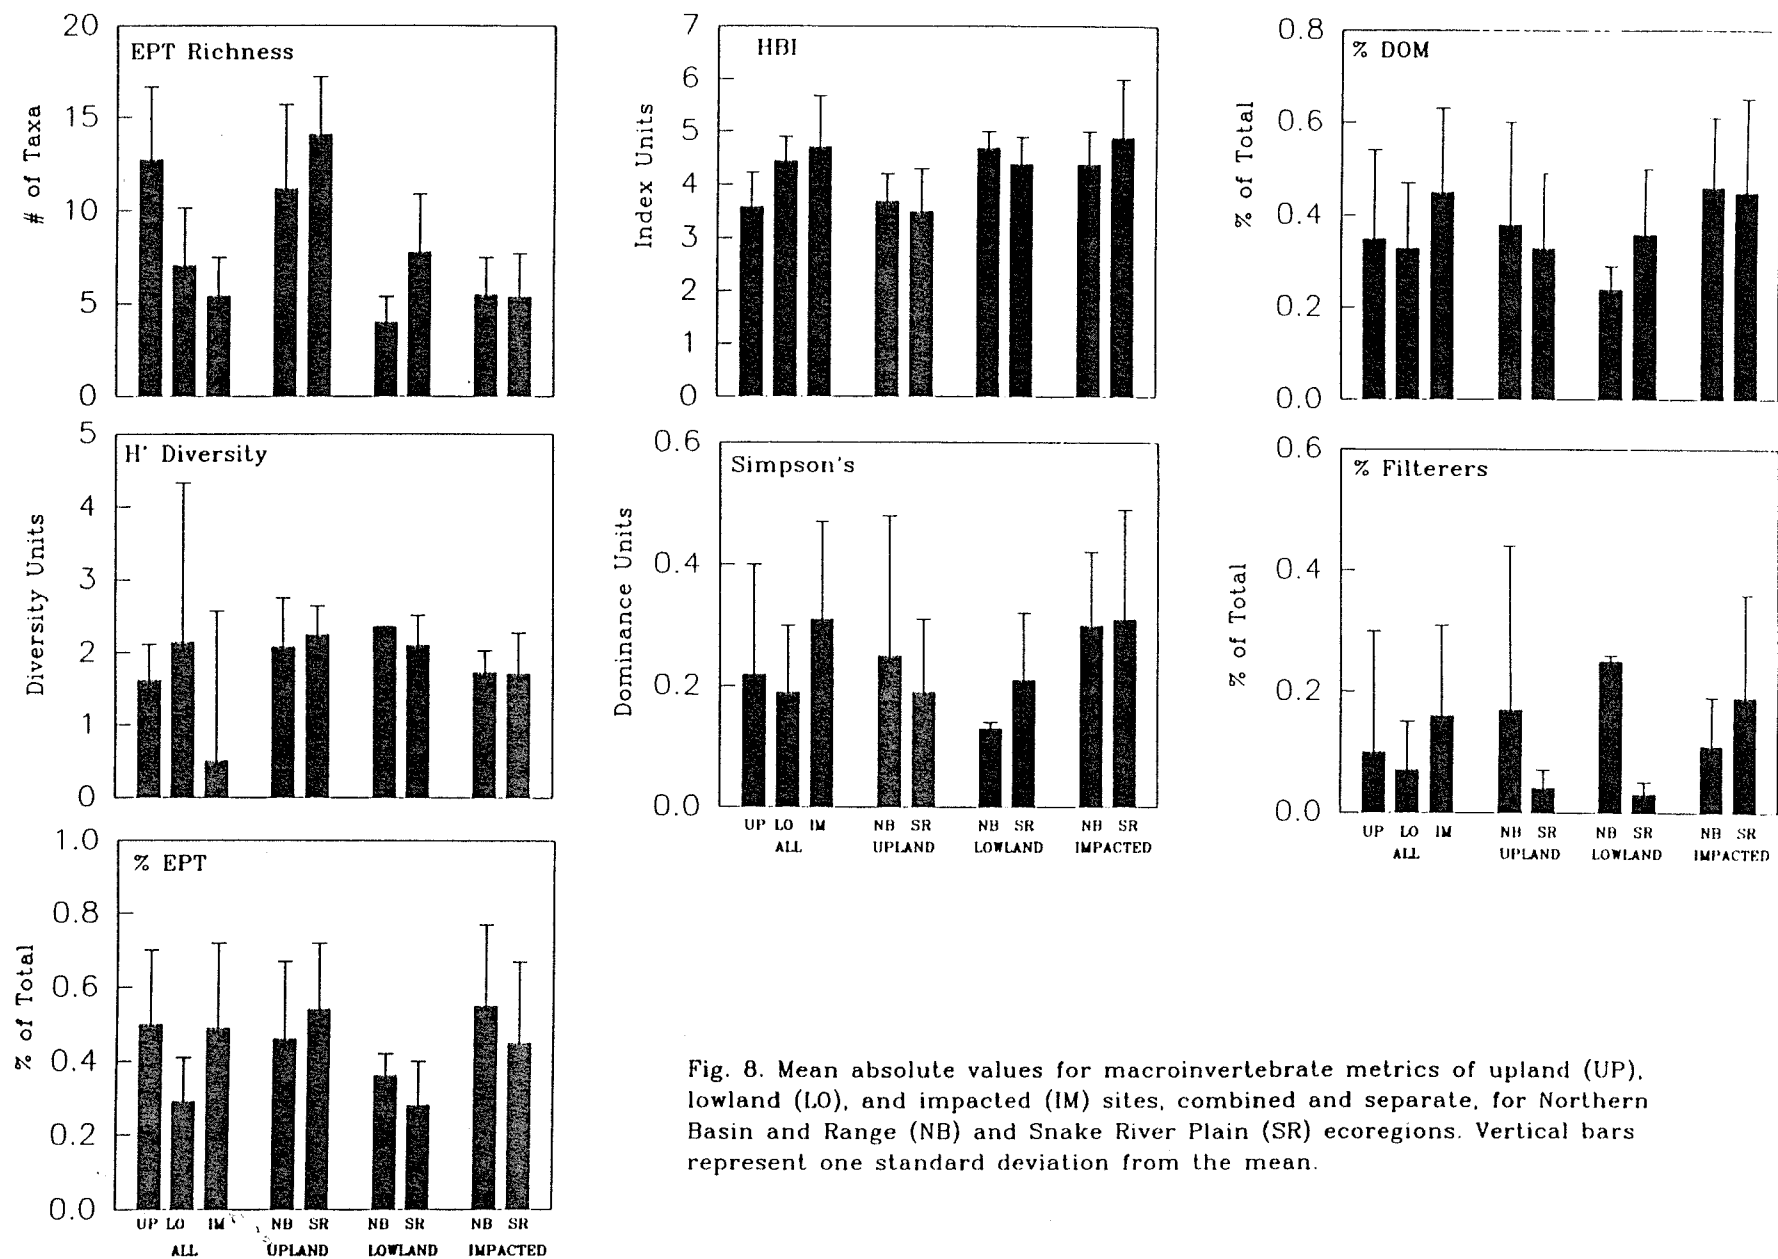 EPT Richness
# of Taxa
20
15
10
5
0
HBI
Index Units
7
6
5
4
3
2
1
0
% DOM
% of Total
0.8
0.6
0.4
0.2
0.0
H' Diversity
Diversity Units
5
4
3
2
1
0
Simpson's
Dominance Units
0.6
0.4
0.2
0.0
UP LO IM NB SR NB SR NB SR
ALL UPLAND LOWLAND IMPACTED
% Filterers
% of Total
0.6
0.4
0.2
0.0
UP LO IM NB SR NB SR NB SR
ALL UPLAND LOWLAND IMPACTED
% EPT
% of Total
1.0
0.8
0.6
0.4
0.2
0.0
UP LO IM NB SR NB SR NB SR
ALL UPLAND LOWLAND IMPACTED
Fig. 8. Mean absolute values for macroinvertebrate metrics of upland (UP),
lowland (LO), and impacted (IM) sites, combined and separate, for Northern
Basin and Range (NB) and Snake River Plain (SR) ecoregions. Vertical bars
represent one standard deviation from the mean.